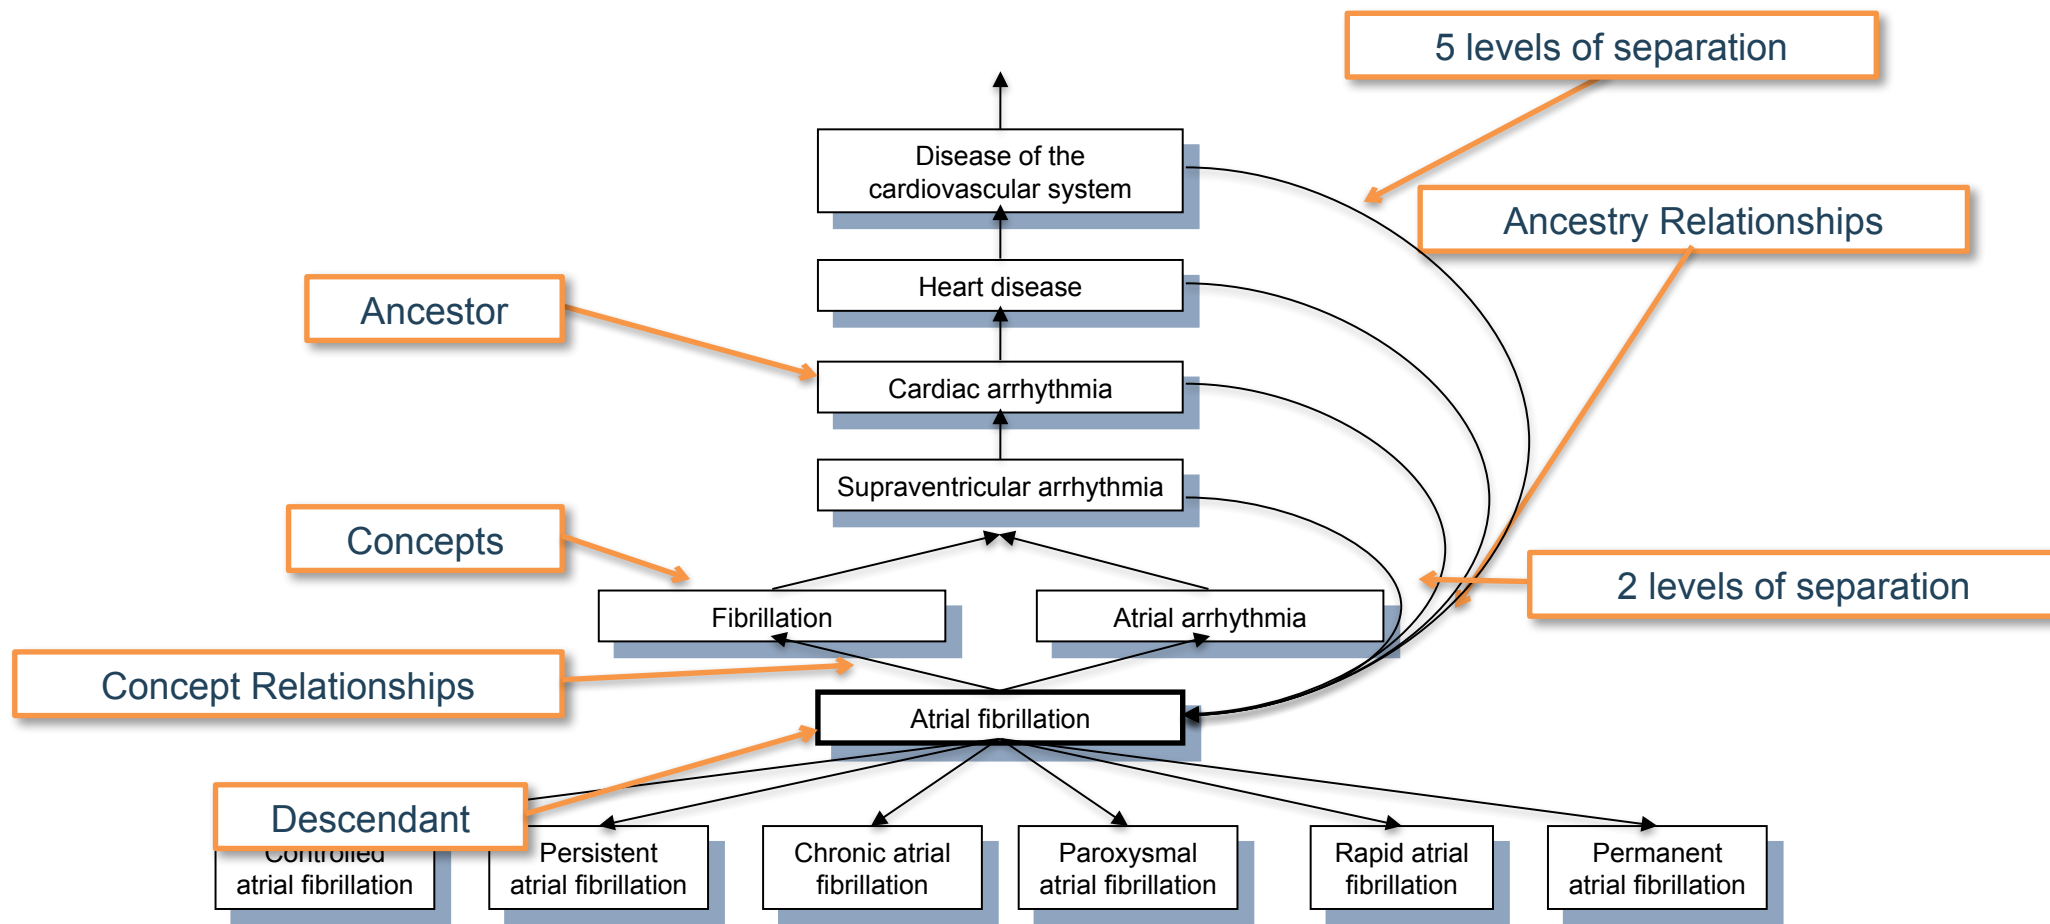 5 levels of separation
Disease of the
cardiovascular system
Ancestry Relationships
Heart disease
Ancestor
Cardiac arrhythmia
Supraventricular arrhythmia
Concepts
2 levels of separation
Fibrillation
Atrial arrhythmia
Concept Relationships
Atrial fibrillation
Descendant
Controlled
atrial fibrillation
Persistent
atrial fibrillation
Chronic atrial
fibrillation
Paroxysmal
atrial fibrillation
Rapid atrial
fibrillation
Permanent
atrial fibrillation